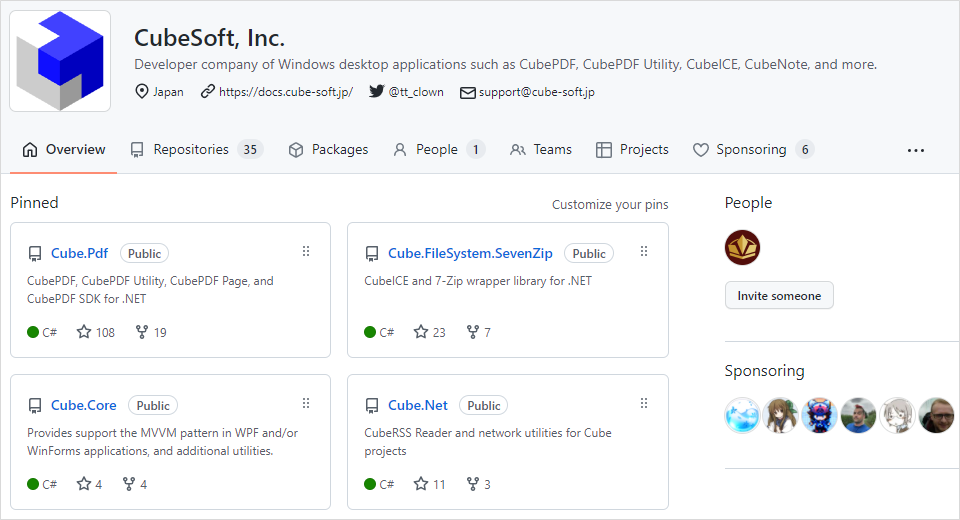 CubeSoft, Inc.
Developer company of Windows desktop applications such as CubePDF, CubePDF Utility, CubeICE, CubeNote, and more.
Japan https://docs.cube-soft.jp/ @tt_clown support@cube-soft.jp
Overview Repositories 35 Packages People 1 Teams Projects Sponsoring 6
Pinned Customize your pins
Cube.Pdf Public
CubePDF, CubePDF Utility, CubePDF Page, and
CubePDF SDK for .NET
C# 108 19
Cube.FileSystem.SevenZip Public
CubeICE and 7-Zip wrapper library for .NET
C# 23 7
Cube.Core Public
Provides support the MVVM pattern in WPF and/or
WinForms applications, and additional utilities.
C# 4 4
Cube.Net Public
CubeRSS Reader and network utilities for Cube
projects
C# 11 3
People
Invite someone
Sponsoring